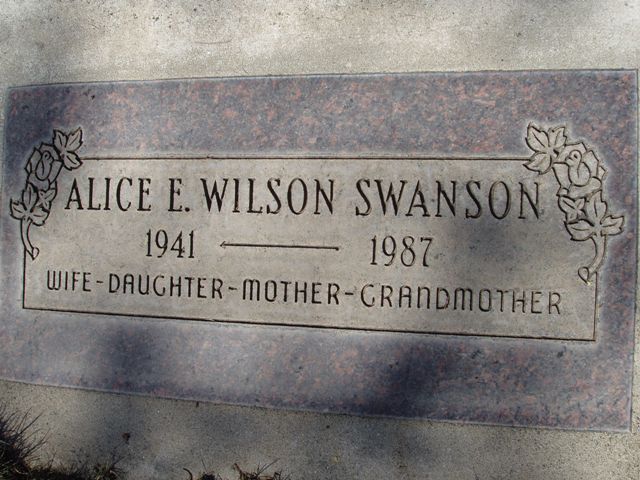 ALICE E. WILSON SWANSON
1941 1987
WIFE-DAUGHTER-MOTHER-GRANDMOTHER